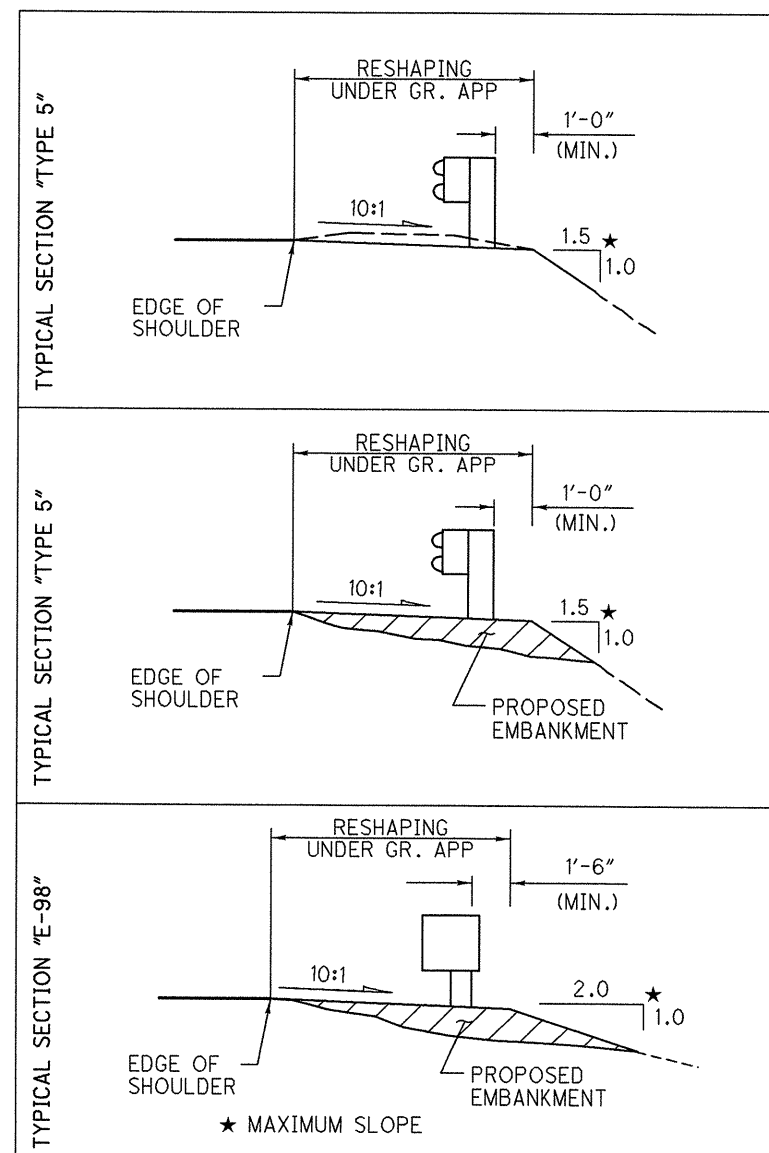 TYPICAL SECTION "TYPE 5"
RESHAPING
UNDER GR. APP
1'-0"
(MIN.)
10:1
1.5 ★
1.0
EDGE OF
SHOULDER
TYPICAL SECTION "TYPE 5"
RESHAPING
UNDER GR. APP
1'-0"
(MIN.)
10:1
1.5 ★
1.0
EDGE OF
SHOULDER
PROPOSED
EMBANKMENT
TYPICAL SECTION "E-98"
RESHAPING
UNDER GR. APP
1'-6"
(MIN.)
10:1
2.0 ★
1.0
EDGE OF
SHOULDER
PROPOSED
EMBANKMENT
★ MAXIMUM SLOPE